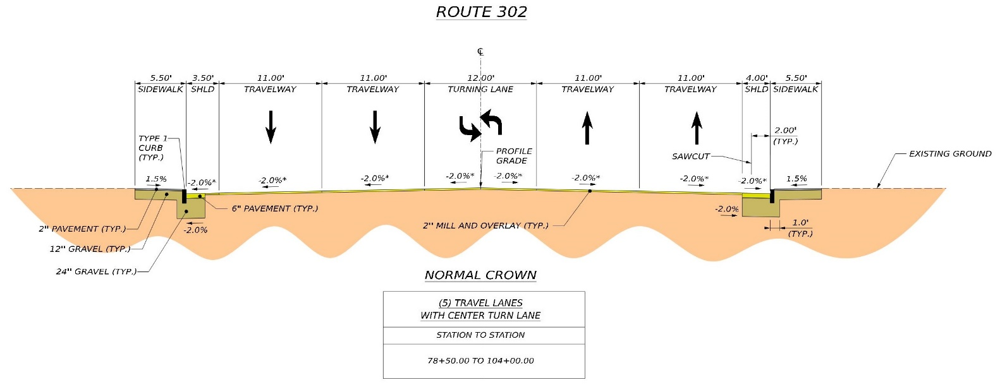 ROUTE 302
℄
5.50' 3.50' 11.00' 11.00' 12.00' 11.00' 11.00' 4.00' 5.50'
SIDEWALK SHLD TRAVELWAY TRAVELWAY TURNING LANE TRAVELWAY TRAVELWAY SHLD SIDEWALK
TYPE 1
CURB
(TYP.)
2.00'
(TYP.)
PROFILE
GRADE
SAWCUT
EXISTING GROUND
1.5% -2.0%* -2.0%* -2.0%* -2.0%* -2.0%* -2.0%* -2.0%* -2.0%* 1.5%
6" PAVEMENT (TYP.)
-2.0%
2" PAVEMENT (TYP.)
-2.0%
2" MILL AND OVERLAY (TYP.)
1.0'
(TYP.)
12" GRAVEL (TYP.)
24" GRAVEL (TYP.)
NORMAL CROWN
(5) TRAVEL LANES
WITH CENTER TURN LANE
STATION TO STATION
78+50.00 TO 104+00.00